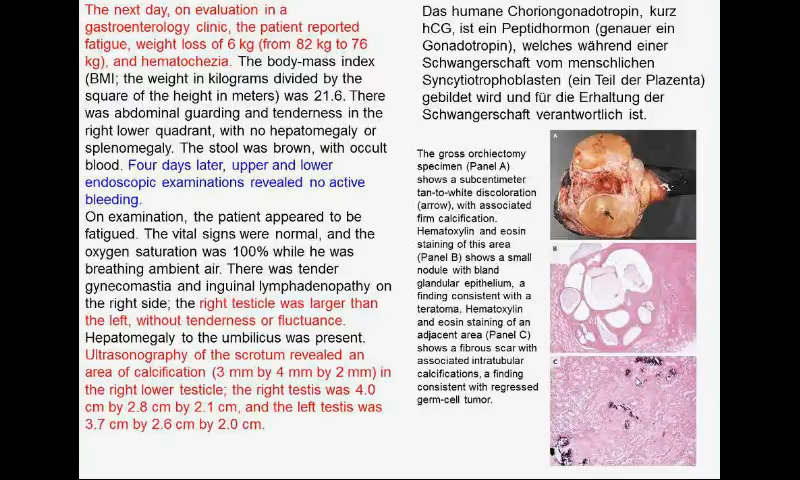 The next day, on evaluation in a
gastroenterology clinic, the patient reported
fatigue, weight loss of 6 kg (from 82 kg to 76
kg), and hematochezia. The body-mass index
(BMI; the weight in kilograms divided by the
square of the height in meters) was 21.6. There
was abdominal guarding and tenderness in the
right lower quadrant, with no hepatomegaly or
splenomegaly. The stool was brown, with occult
blood. Four days later, upper and lower
endoscopic examinations revealed no active
bleeding.
On examination, the patient appeared to be
fatigued. The vital signs were normal, and the
oxygen saturation was 100% while he was
breathing ambient air. There was tender
gynecomastia and inguinal lymphadenopathy on
the right side; the right testicle was larger than
the left, without tenderness or fluctuance.
Hepatomegaly to the umbilicus was present.
Ultrasonography of the scrotum revealed an
area of calcification (3 mm by 4 mm by 2 mm) in
the right lower testicle; the right testis was 4.0
cm by 2.8 cm by 2.1 cm, and the left testis was
3.7 cm by 2.6 cm by 2.0 cm.
Das humane Choriongonadotropin, kurz
hCG, ist ein Peptidhormon (genauer ein
Gonadotropin), welches während einer
Schwangerschaft vom menschlichen
Syncytiotrophoblasten (ein Teil der Plazenta)
gebildet wird und für die Erhaltung der
Schwangerschaft verantwortlich ist.
The gross orchiectomy
specimen (Panel A)
shows a subcentimeter
tan-to-white discoloration
(arrow), with associated
firm calcification.
Hematoxylin and eosin
staining of this area
(Panel B) shows a small
nodule with bland
glandular epithelium, a
finding consistent with a
teratoma. Hematoxylin
and eosin staining of an
adjacent area (Panel C)
shows a fibrous scar with
associated intratubular
calcifications, a finding
consistent with regressed
germ-cell tumor.
A
B
C